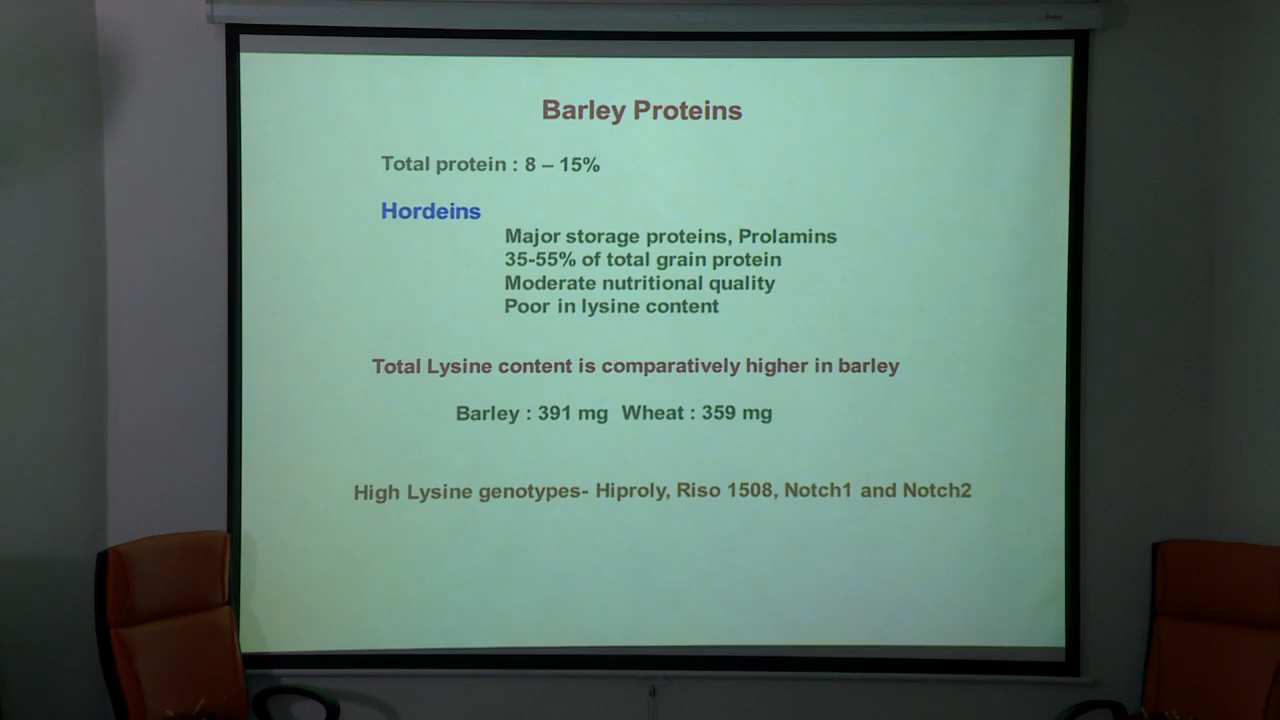 Barley Proteins
Total protein : 8 – 15%
Hordeins
Major storage proteins, Prolamins
35-55% of total grain protein
Moderate nutritional quality
Poor in lysine content
Total Lysine content is comparatively higher in barley
Barley : 391 mg Wheat : 359 mg
High Lysine genotypes- Hiproly, Riso 1508, Notch1 and Notch2